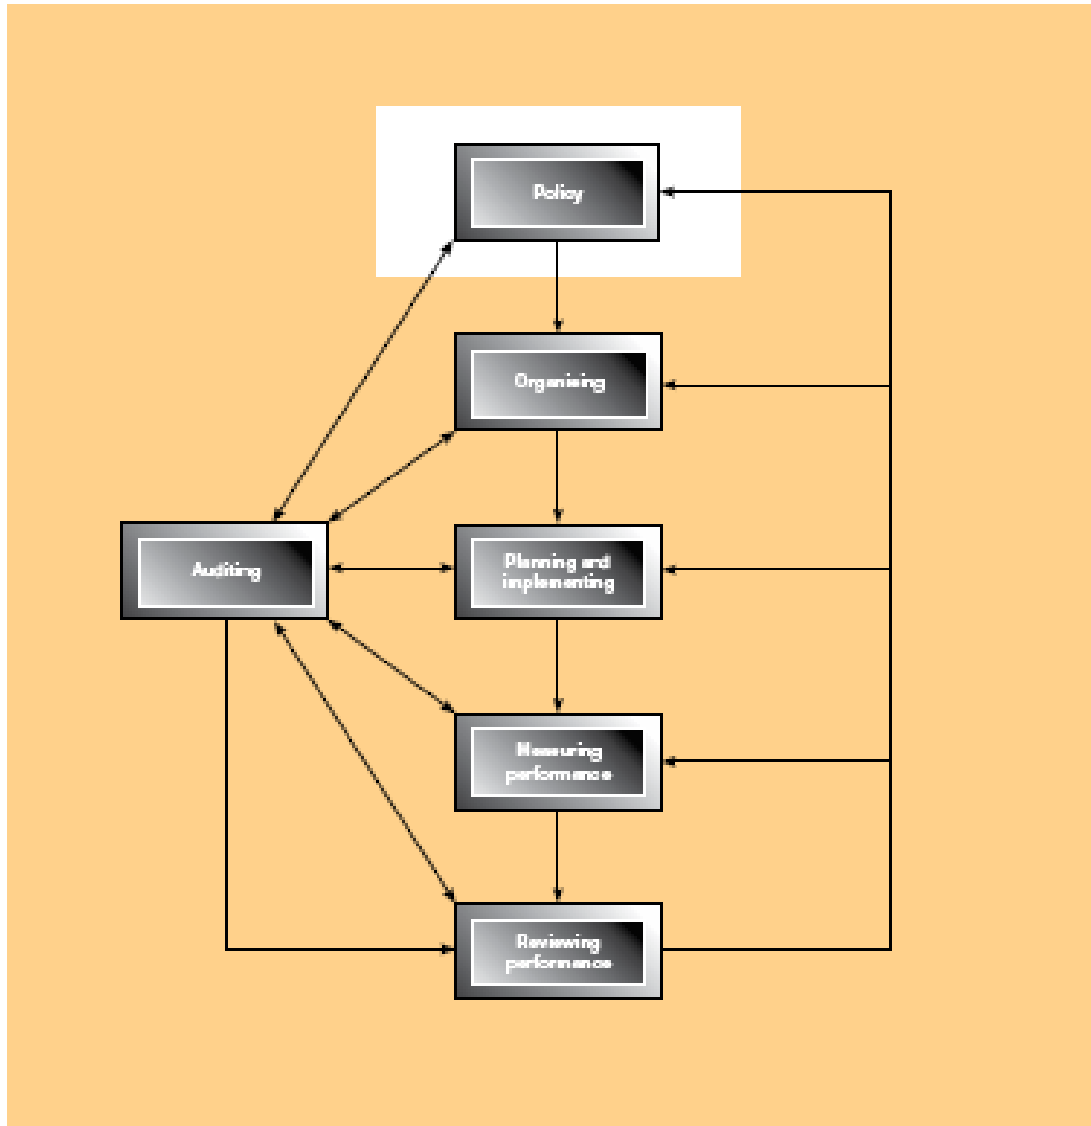 Policy
Organising
Auditing
Planning and
implementing
Measuring
performance
Reviewing
performance